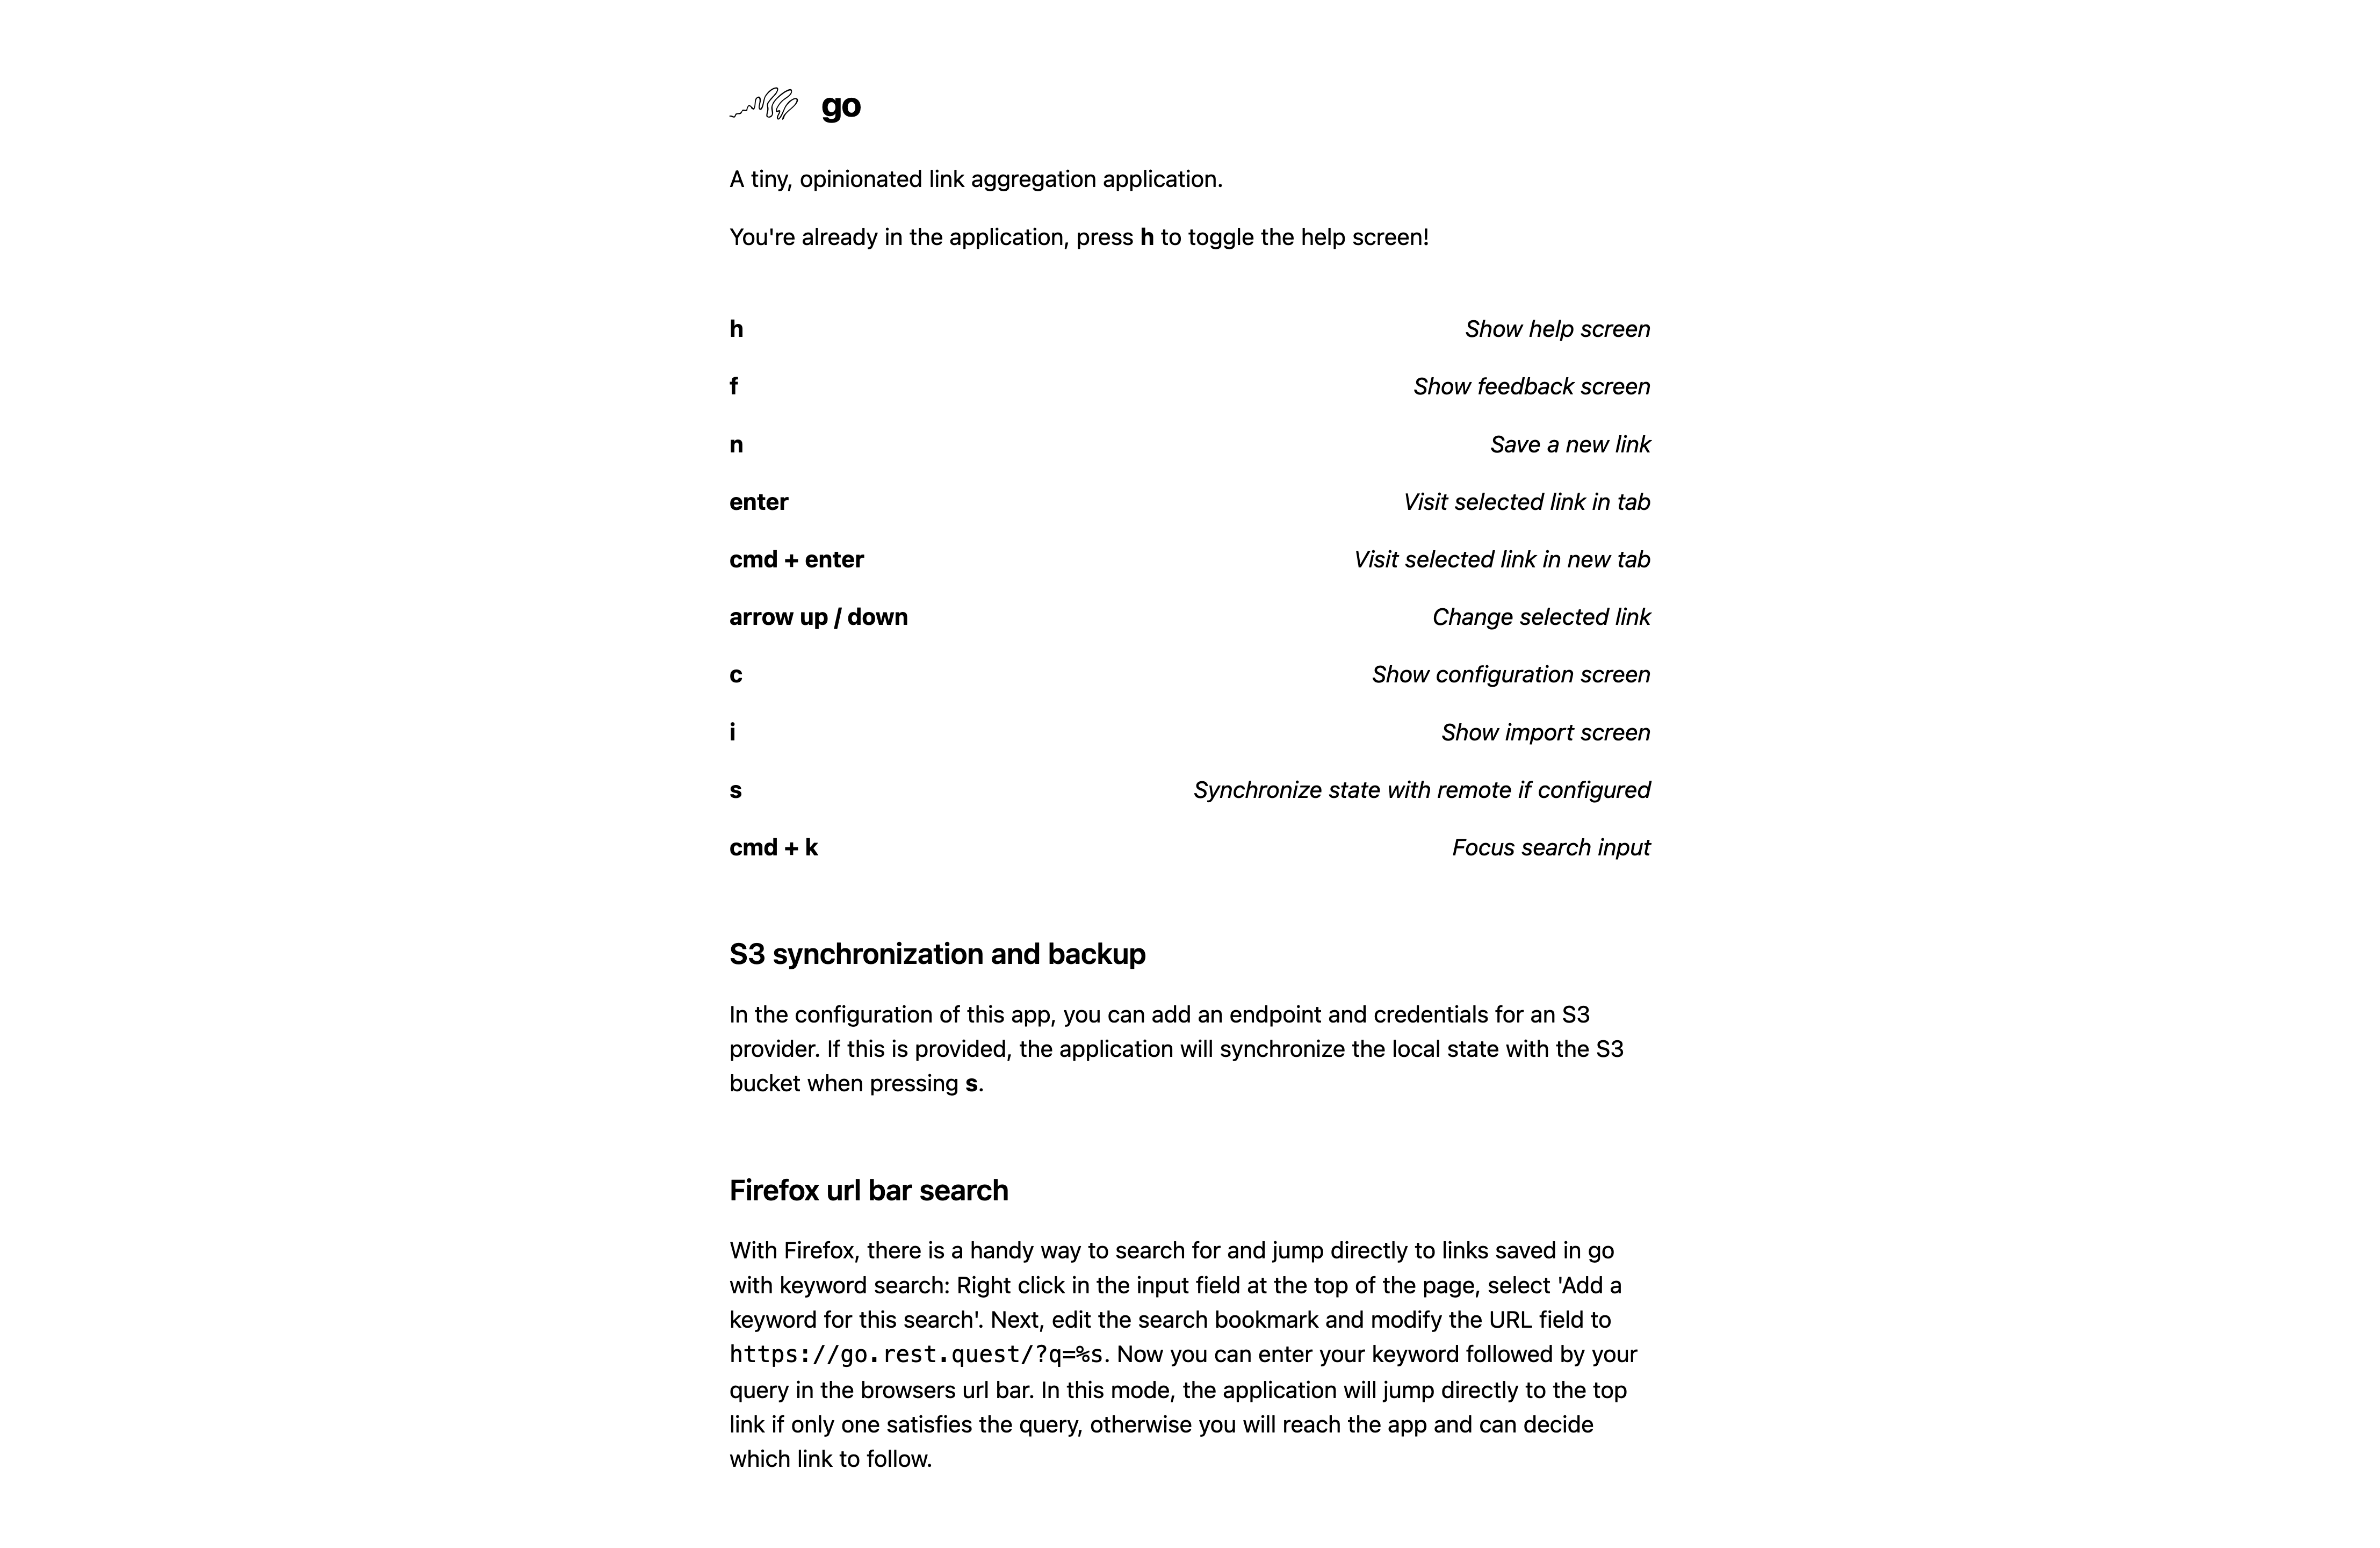 go
A tiny, opinionated link aggregation application.
You're already in the application, press h to toggle the help screen!
h Show help screen
f Show feedback screen
n Save a new link
enter Visit selected link in tab
cmd + enter Visit selected link in new tab
arrow up / down Change selected link
c Show configuration screen
i Show import screen
s Synchronize state with remote if configured
cmd + k Focus search input
S3 synchronization and backup
In the configuration of this app, you can add an endpoint and credentials for an S3
provider. If this is provided, the application will synchronize the local state with the S3
bucket when pressing s.
Firefox url bar search
With Firefox, there is a handy way to search for and jump directly to links saved in go
with keyword search: Right click in the input field at the top of the page, select 'Add a
keyword for this search'. Next, edit the search bookmark and modify the URL field to
https://go.rest.quest/?q=%s. Now you can enter your keyword followed by your
query in the browsers url bar. In this mode, the application will jump directly to the top
link if only one satisfies the query, otherwise you will reach the app and can decide
which link to follow.